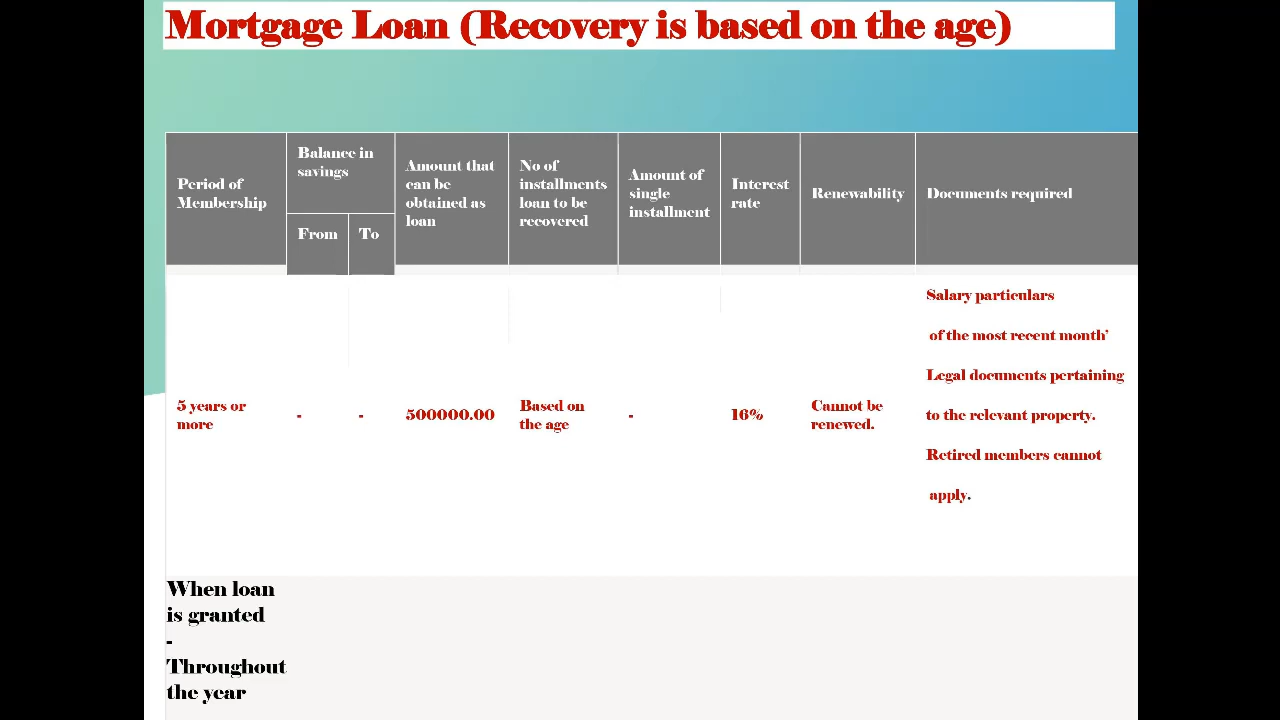 Mortgage Loan (Recovery is based on the age)
Period of
Membership
Balance in
savings
From
To
Amount that
can be
obtained as
loan
No of
installments
loan to be
recovered
Amount of
single
installment
Interest
rate
Renewability
Documents required
5 years or
more
-
-
500000.00
Based on
the age
-
16%
Cannot be
renewed.
Salary particulars
of the most recent month’
Legal documents pertaining
to the relevant property.
Retired members cannot
apply.
When loan
is granted
-
Throughout
the year